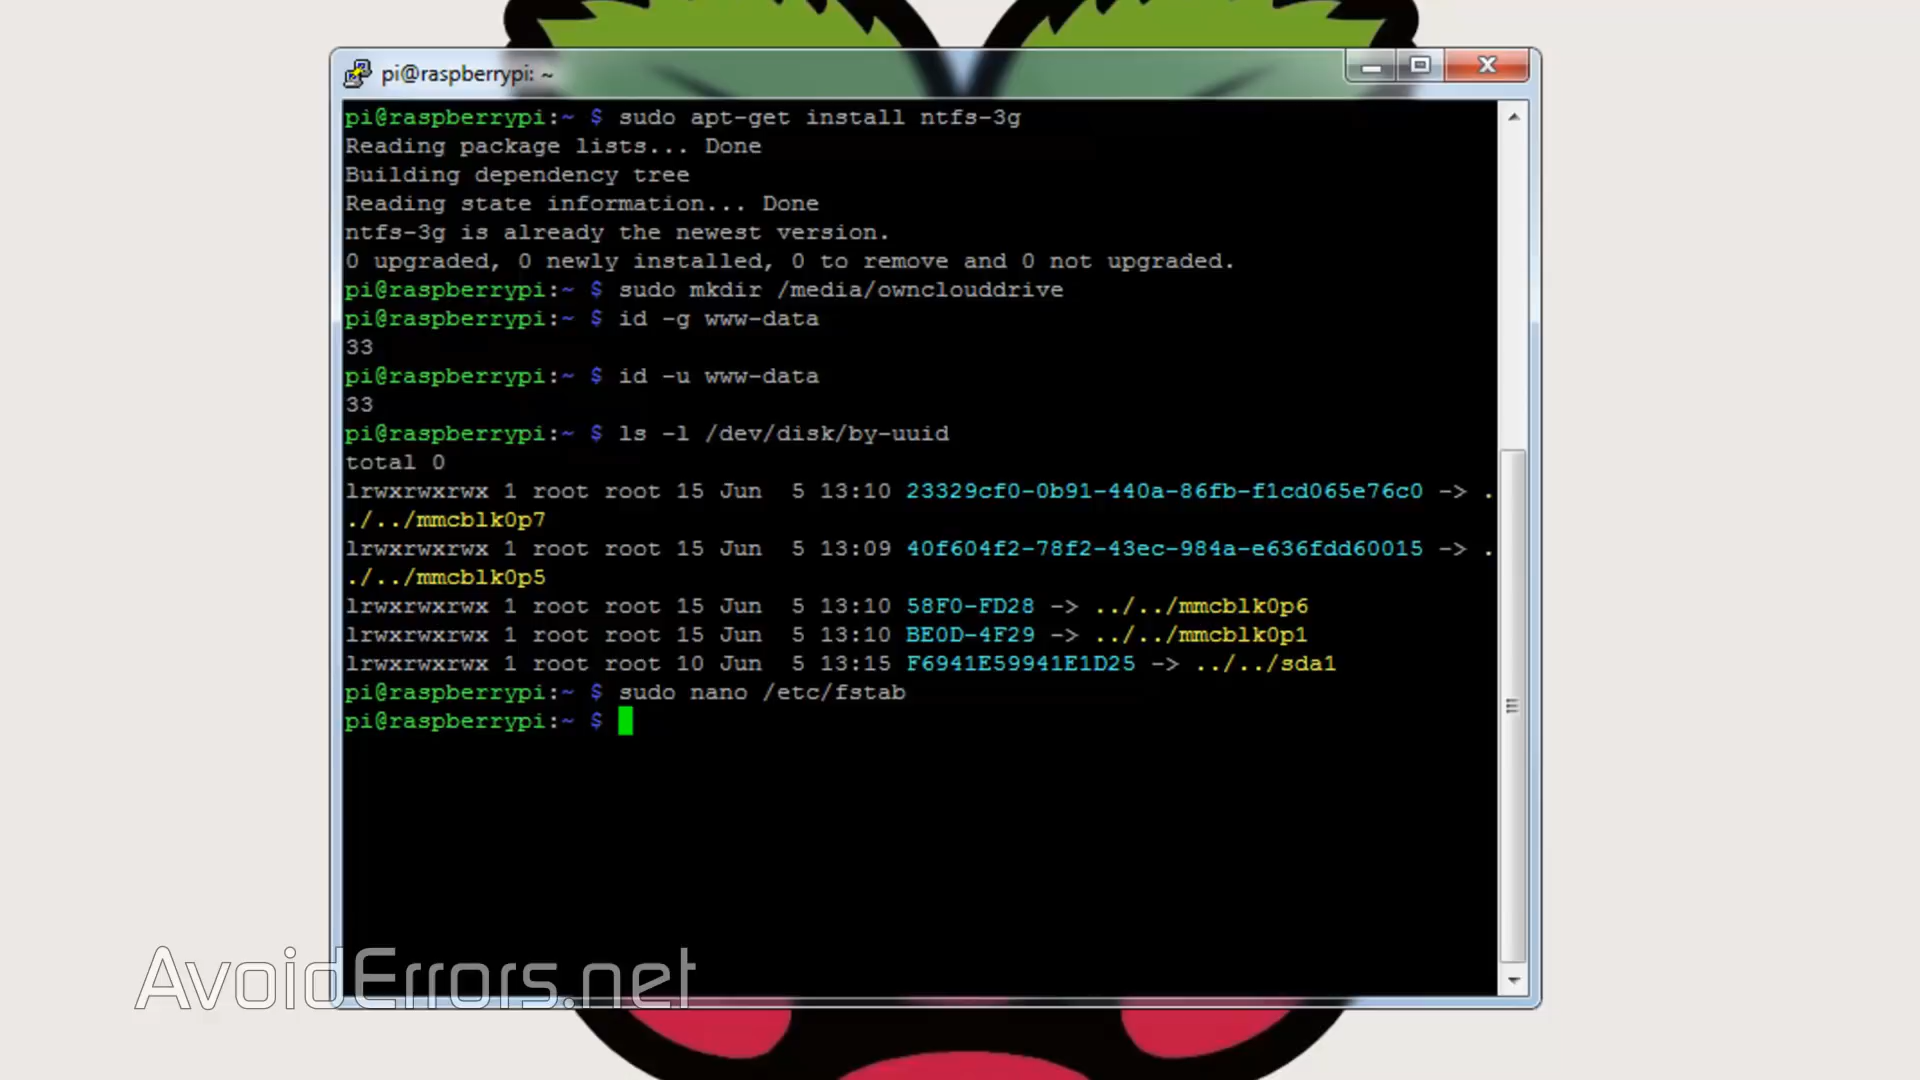 pi@raspberrypi: ~
pi@raspberrypi:~ $ sudo apt-get install ntfs-3g
Reading package lists... Done
Building dependency tree
Reading state information... Done
ntfs-3g is already the newest version.
0 upgraded, 0 newly installed, 0 to remove and 0 not upgraded.
pi@raspberrypi:~ $ sudo mkdir /media/ownclouddrive
pi@raspberrypi:~ $ id -g www-data
33
pi@raspberrypi:~ $ id -u www-data
33
pi@raspberrypi:~ $ ls -l /dev/disk/by-uuid
total 0
lrwxrwxrwx 1 root root 15 Jun  5 13:10 23329cf0-0b91-440a-86fb-f1cd065e76c0 -> .
./../mmcblk0p7
lrwxrwxrwx 1 root root 15 Jun  5 13:09 40f604f2-78f2-43ec-984a-e636fdd60015 -> .
./../mmcblk0p5
lrwxrwxrwx 1 root root 15 Jun  5 13:10 58F0-FD28 -> ../../mmcblk0p6
lrwxrwxrwx 1 root root 15 Jun  5 13:10 BE0D-4F29 -> ../../mmcblk0p1
lrwxrwxrwx 1 root root 10 Jun  5 13:15 F6941E59941E1D25 -> ../../sda1
pi@raspberrypi:~ $ sudo nano /etc/fstab
pi@raspberrypi:~ $
AvoidErrors.net